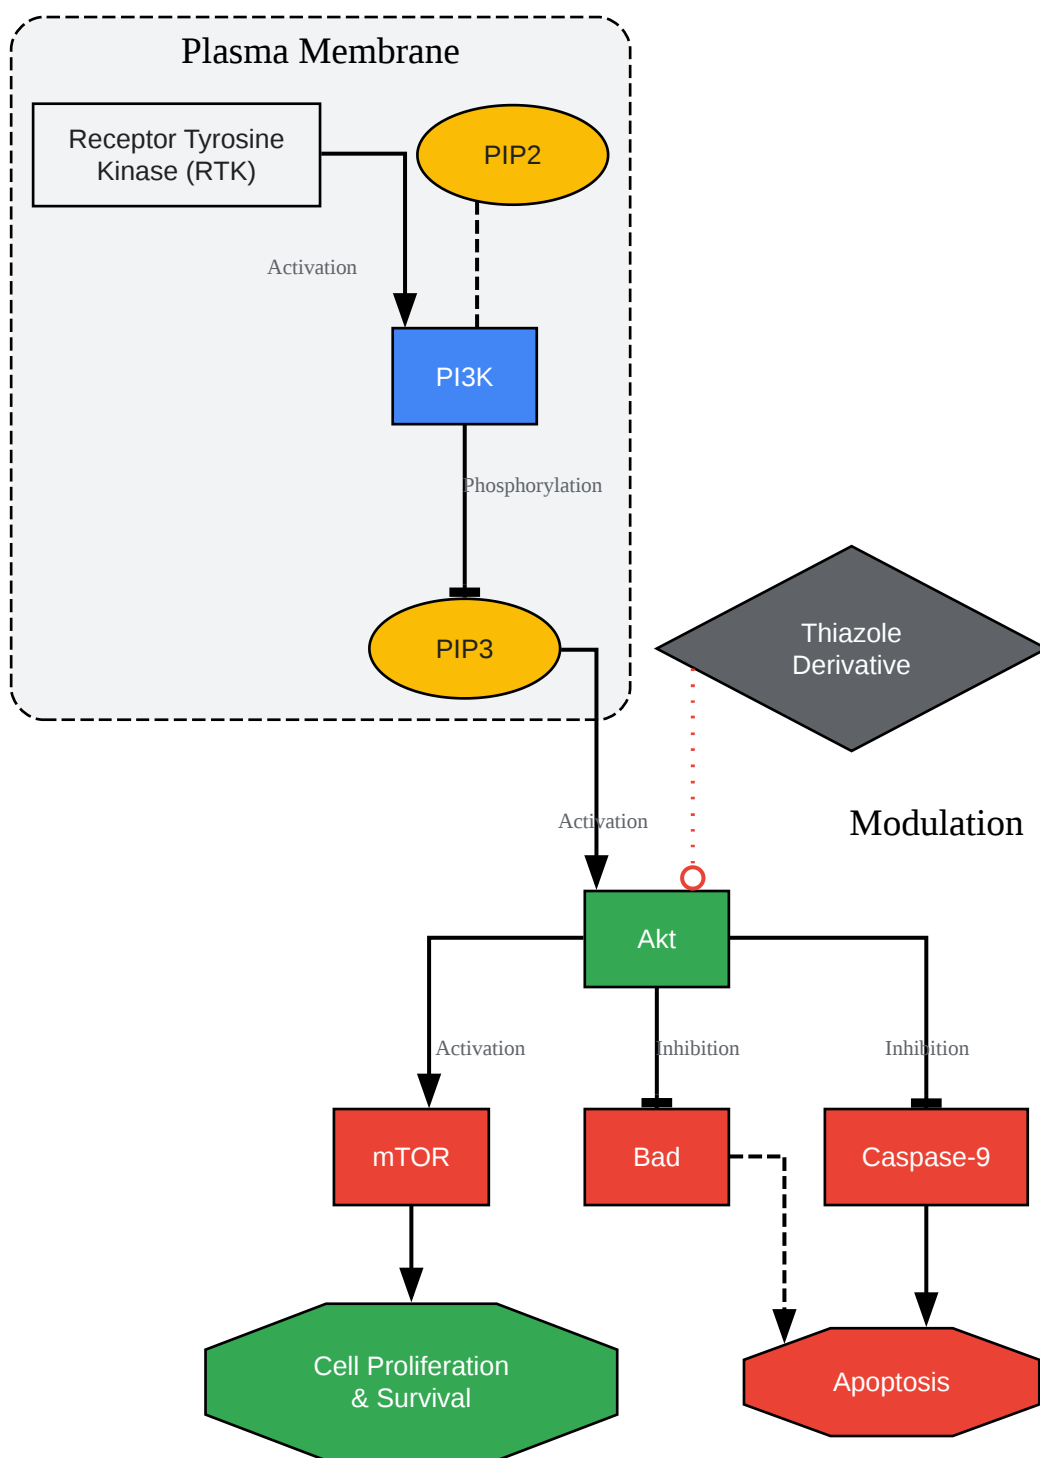 Plasma Membrane
Receptor Tyrosine
Kinase (RTK)
PIP2
Activation
PI3K
Phosphorylation
PIP3
Thiazole
Derivative
Activation
Modulation
Akt
Activation
Inhibition
Inhibition
mTOR
Bad
Caspase-9
Cell Proliferation
& Survival
Apoptosis